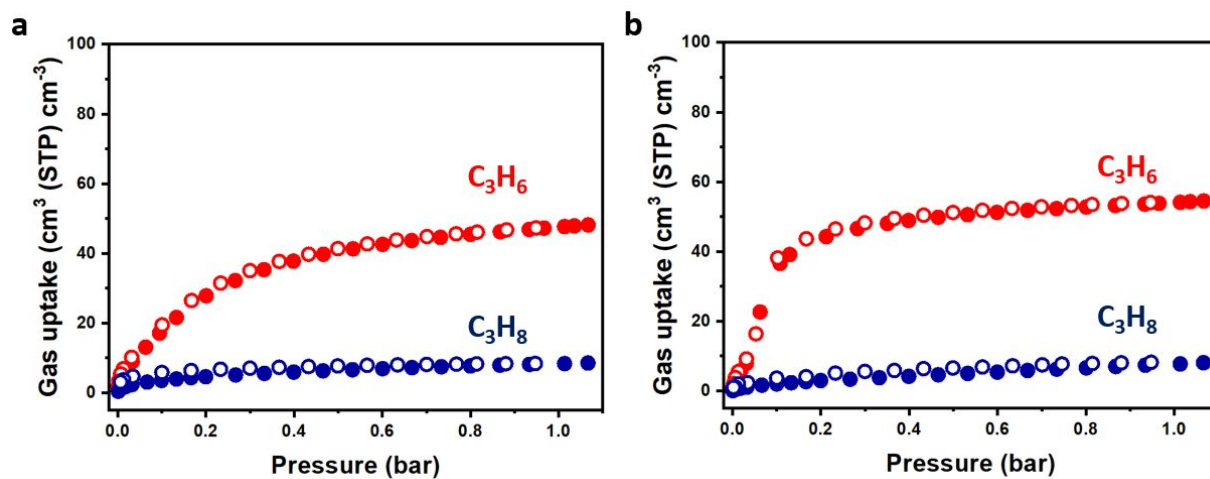 a
100
80
60
40
20
0
Gas uptake (cm³ (STP) cm⁻³)
C₃H₆
C₃H₈
0.0 0.2 0.4 0.6 0.8 1.0
Pressure (bar)
b
100
80
60
40
20
0
Gas uptake (cm³ (STP) cm⁻³
C₃H₆
C₃H₈
0.0 0.2 0.4 0.6 0.8 1.0
Pressure (bar)